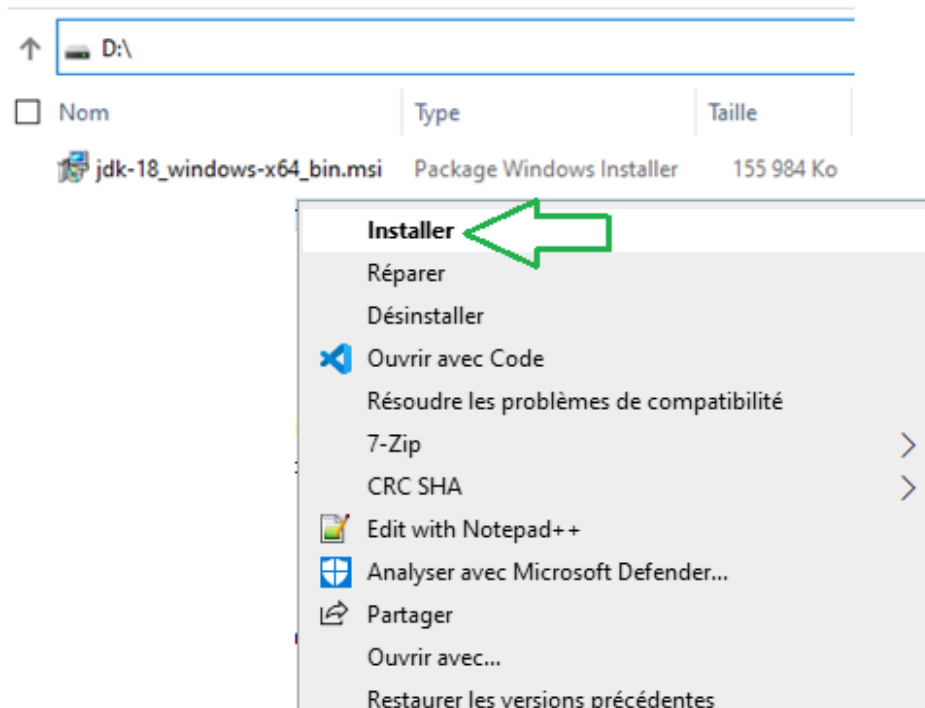 D:\
Nom Type Taille
jdk-18_windows-x64_bin.msi Package Windows Installer 155 984 Ko
Installer
Réparer
Désinstaller
Ouvrir avec Code
Résoudre les problèmes de compatibilité
7-Zip
CRC SHA
Edit with Notepad++
Analyser avec Microsoft Defender...
Partager
Ouvrir avec...
Restaurer les versions précédentes